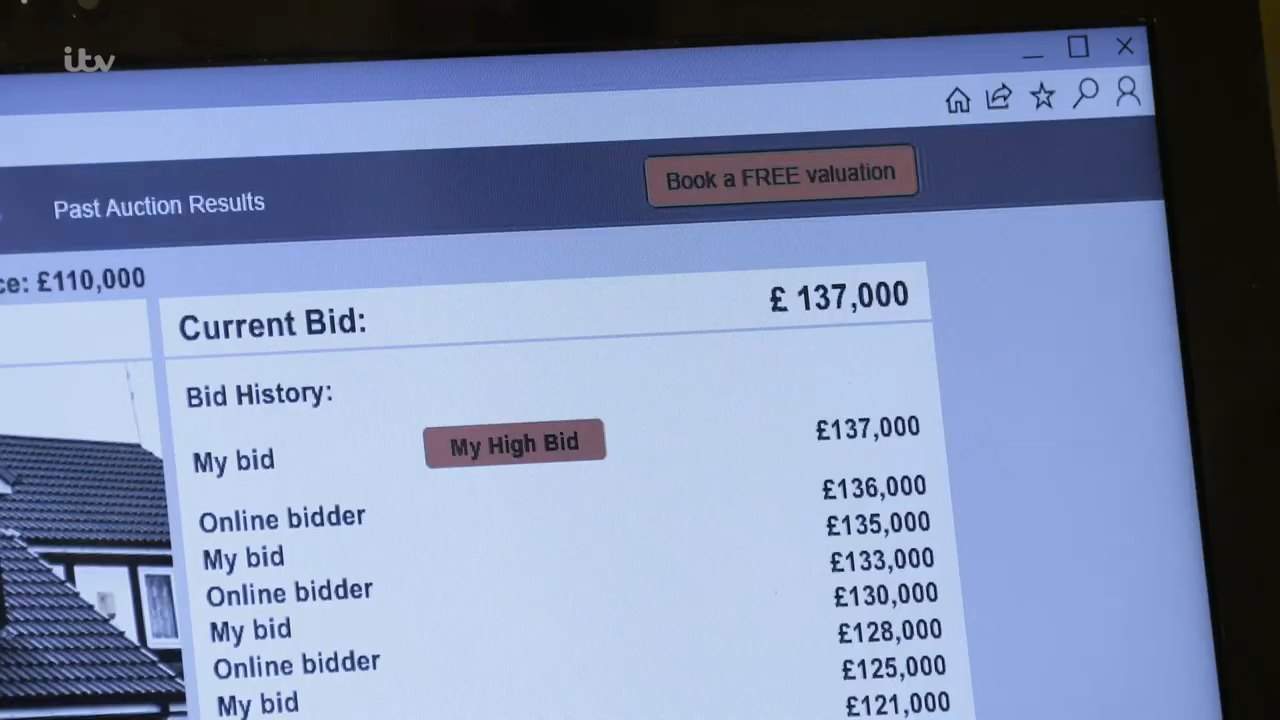 itv
Past Auction Results
Book a FREE valuation
ce: £110,000
Current Bid: £ 137,000
Bid History:
My bid My High Bid £137,000
Online bidder £136,000
My bid £135,000
Online bidder £133,000
My bid £130,000
Online bidder £128,000
My bid £125,000
£121,000